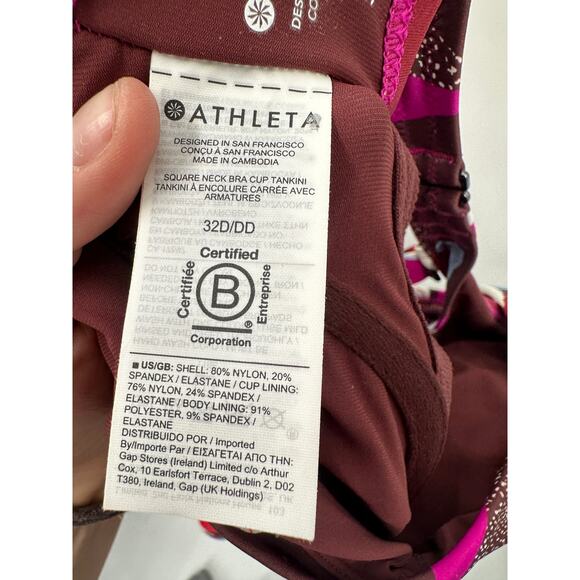 DES
CO
ATHLETA
DESIGNED IN SAN FRANCISCO
CONÇU À SAN FRANCISCO
MADE IN CAMBODIA
SQUARE NECK BRA CUP TANKINI
TANKINI À ENCOLURE CARRÉE AVEC
ARMATURES
32D/DD
Certified
Certifiée
B
Entreprise
Corporation
■ US/GB: SHELL: 80% NYLON, 20%
SPANDEX / ELASTANE / CUP LINING:
76% NYLON, 24% SPANDEX /
ELASTANE / BODY LINING: 91%
POLYESTER, 9% SPANDEX /
ELASTANE
DISTRIBUIDO POR / Imported
By/Importe Par / ΕΙΣΑΓΕΤΑΙ ΑΠΟ ΤΗΝ
Gap Stores (Ireland) Limited c/o Arthur
Cox, 10 Earlsfort Terrace, Dublin 2, D02
T380, Ireland, Gap (UK Holdings)